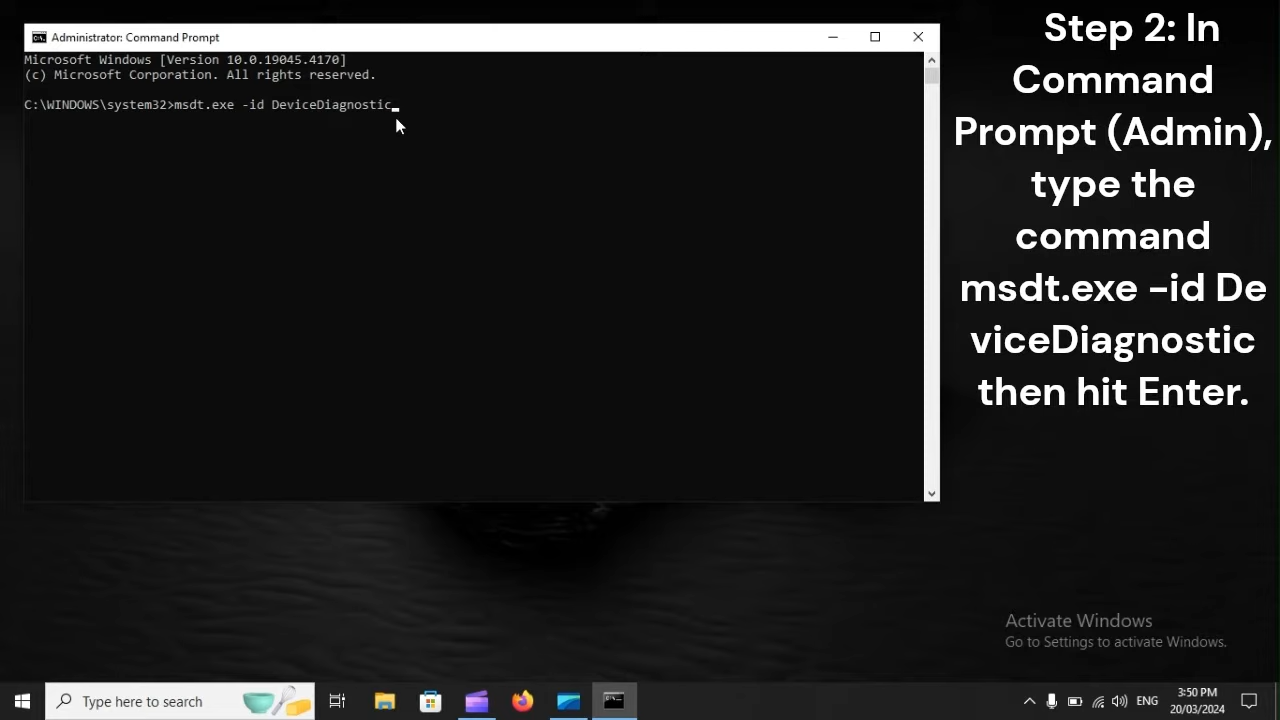 Administrator: Command Prompt
Microsoft Windows [Version 10.0.19045.4170]
(c) Microsoft Corporation. All rights reserved.
C:\WINDOWS\system32>msdt.exe -id DeviceDiagnostic
Step 2: In
Command
Prompt (Admin),
type the
command
msdt.exe -id De
viceDiagnostic
then hit Enter.
Activate Windows
Go to Settings to activate Windows.
Type here to search
ENG
3:50 PM
20/03/2024